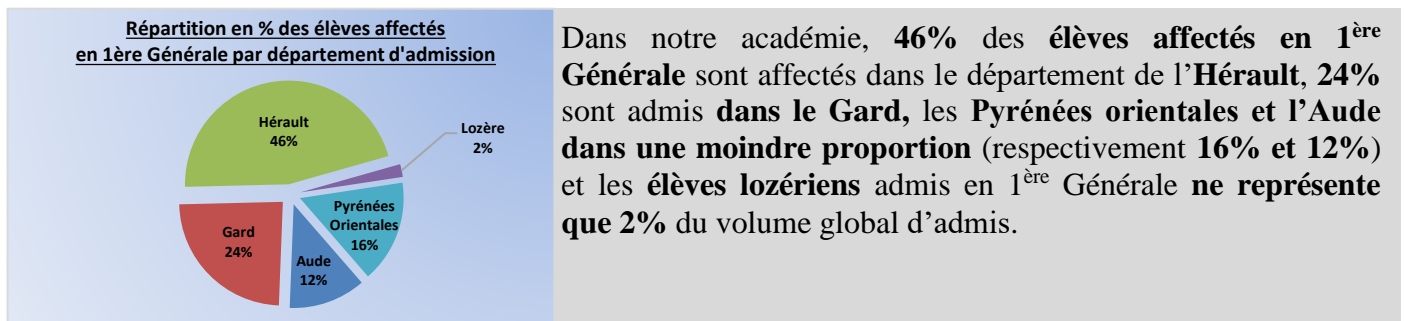 Répartition en % des élèves affectés
en 1ère Générale par département d'admission
Hérault
46%
Lozère
2%
Pyrénées
Orientales
16%
Gard
24%
Aude
12%
Dans notre académie, 46% des élèves affectés en 1ère
Générale sont affectés dans le département de l'Hérault, 24%
sont admis dans le Gard, les Pyrénées orientales et l'Aude
dans une moindre proportion (respectivement 16% et 12%)
et les élèves lozériens admis en 1ère Générale ne représente
que 2% du volume global d'admis.